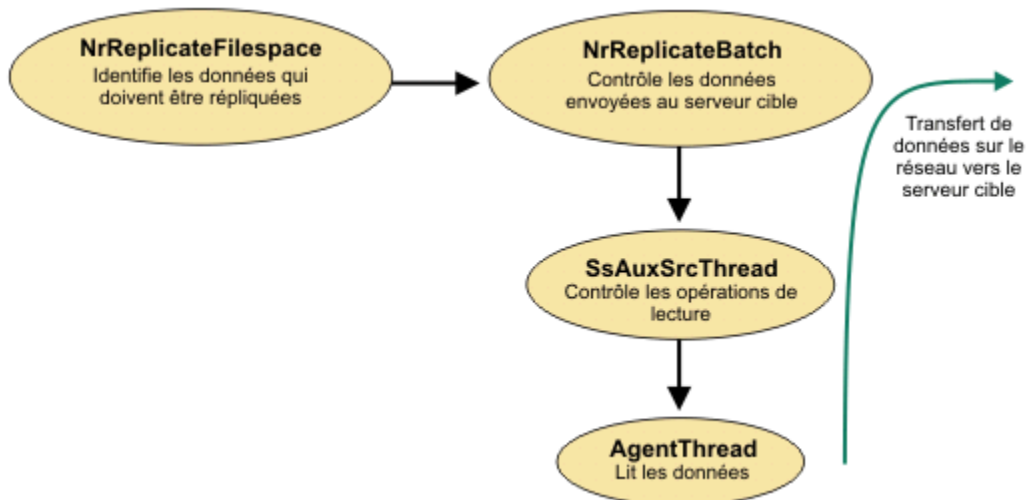 NrReplicateFilespace
Identifie les données qui
doivent être répliquées
NrReplicateBatch
Contrôle les données
envoyées au serveur cible
Transfert de
données sur le
réseau vers le
serveur cible
SsAuxSrcThread
Contrôle les opérations de
lecture
AgentThread
Lit les données